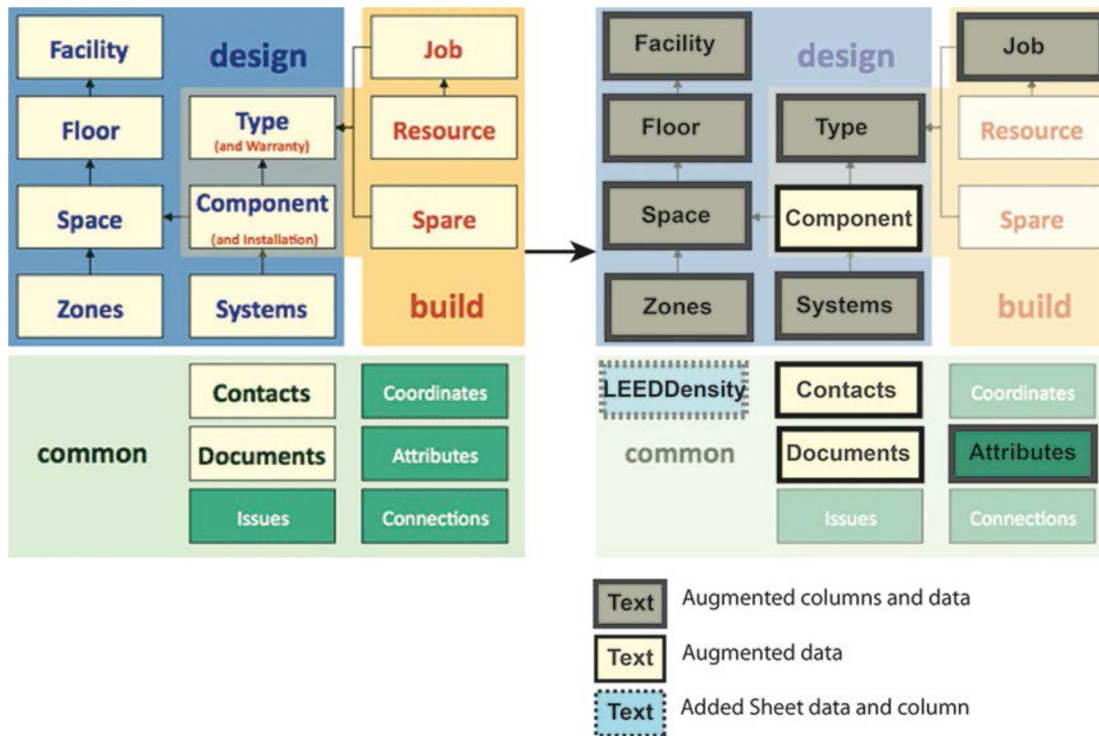 Facility
design
Job
Floor
Type
(and Warranty)
Resource
Space
Component
(and Installation)
Spare
Zones
Systems
build
Contacts
Coordinates
common
Documents
Attributes
Issues
Connections
Facility
design
Job
Floor
Type
Resource
Space
Component
Spare
Zones
Systems
build
LEEDDensity
Contacts
Coordinates
common
Documents
Attributes
Issues
Connections
Text Augmented columns and data
Text Augmented data
Text Added Sheet data and column